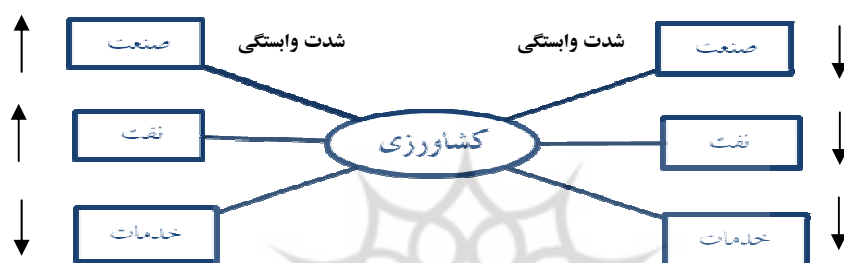 صنعت
شدت وابستگی
شدت وابستگی
صنعت
نفت
کشاورزی
نفت
خدمات
خدمات